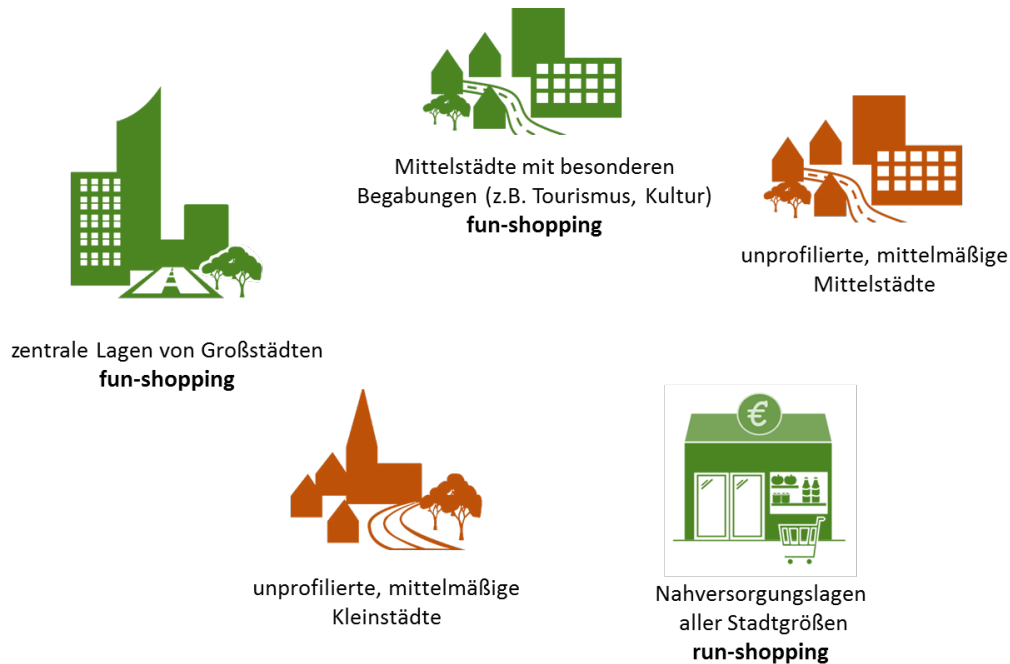 Mittelstädte mit besonderen
Begabungen (z.B. Tourismus, Kultur)
fun-shopping
unprofilierte, mittelmäßige
Mittelstädte
zentrale Lagen von Großstädten
fun-shopping
€
unprofilierte, mittelmäßige
Kleinstädte
Nahversorgungslagen
aller Stadtgrößen
run-shopping